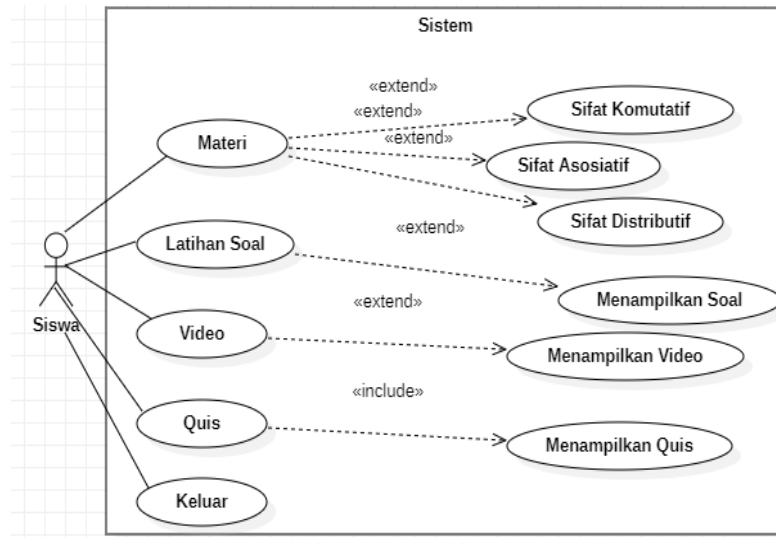 Sistem
«extend»
Sifat Komutatif
«extend»
Materi
«extend»
Sifat Asosiatif
Sifat Distributif
«extend»
Latihan Soal
Menampilkan Soal
«extend»
Siswa
Video
Menampilkan Video
«include»
Quis
Menampilkan Quis
Keluar